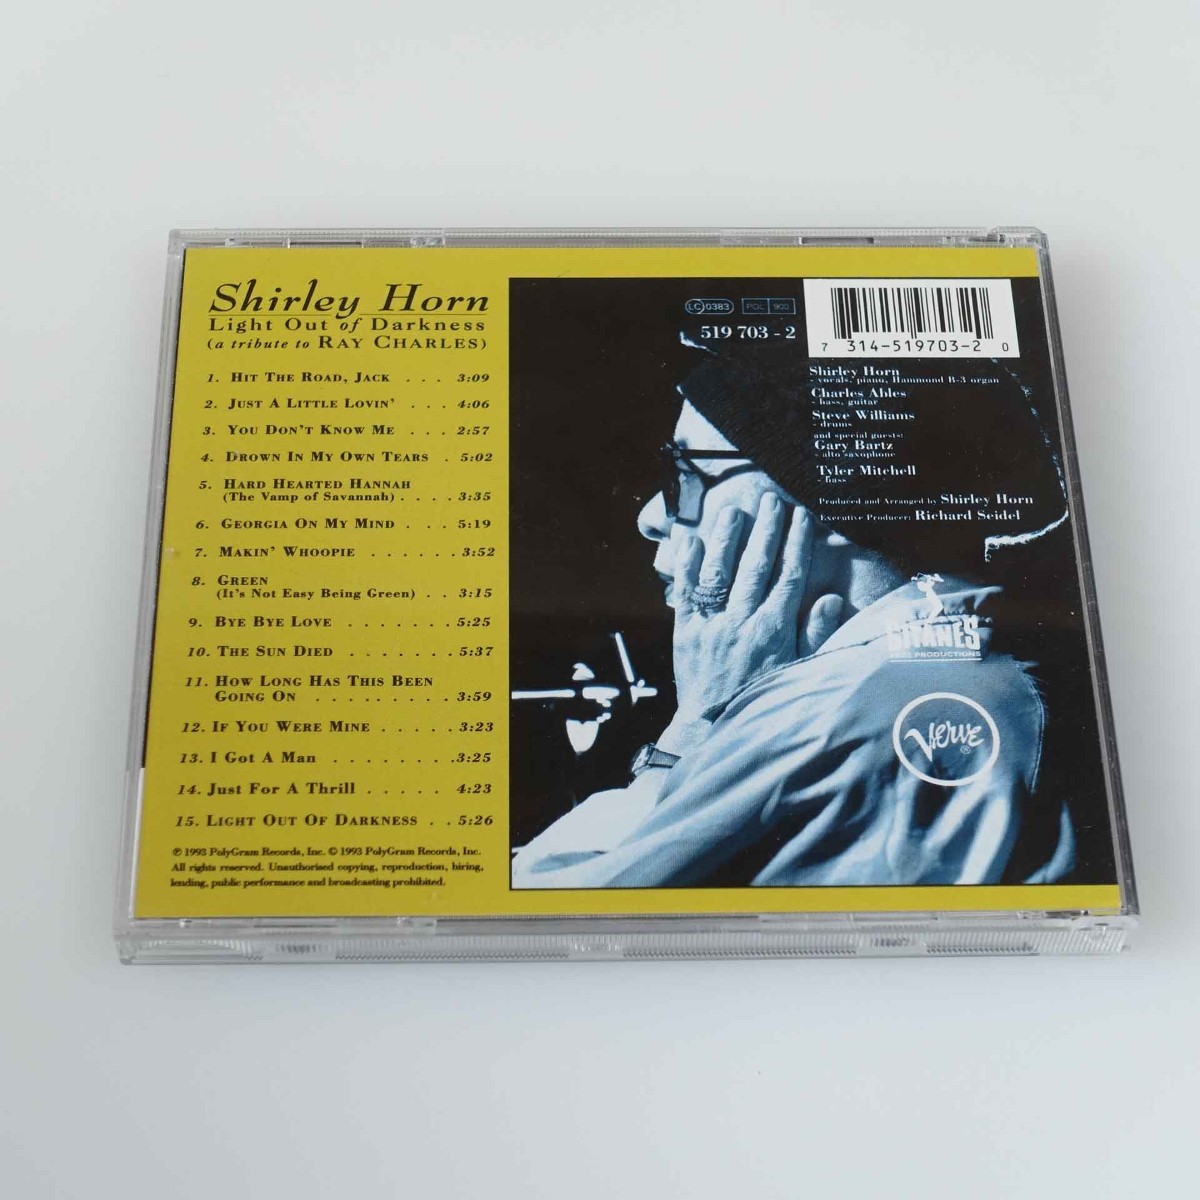 Shirley Horn
Light Out of Darkness
(a tribute to RAY CHARLES)
1. HIT THE ROAD, JACK . . . 3:09
2. JUST A LITTLE LOVIN' . . . 4:06
3. YOU DON'T KNOW ME . . . 2:57
4. DROWN IN MY OWN TEARS . 5:02
5. HARD HEARTED HANNAH
(The Vamp of Savannah) . . . . 3:35
6. GEORGIA ON MY MIND . . . 5:19
7. MAKIN' WHOOPIE . . . . . . 3:52
8. GREEN
(It's Not Easy Being Green) . . 3:15
9. BYE BYE LOVE . . . . . . . 5:25
10. THE SUN DIED . . . . . . . 5:37
11. HOW LONG HAS THIS BEEN
GOING ON . . . . . . . . . 3:59
12. IF YOU WERE MINE . . . . . 3:23
13. I GOT A MAN . . . . . . . . 3:25
14. JUST FOR A THRILL . . . . . 4:23
15. LIGHT OUT OF DARKNESS . . 5:26
℗ 1993 PolyGram Records, Inc. © 1993 PolyGram Records, Inc.
All rights reserved. Unauthorised copying, reproduction, hiring,
lending, public performance and broadcasting prohibited.
LC 0383 POL 900
519 703 - 2
7 314-519703-2 0
Shirley Horn
- vocals, piano, Hammond B-3 organ
Charles Ables
- bass, guitar
Steve Williams
- drums
and special guests:
Gary Bartz
- alto saxophone
Tyler Mitchell
- bass
Produced and Arranged by Shirley Horn
Executive Producer: Richard Seidel
GITANES
JAZZ PRODUCTIONS
Verve ®